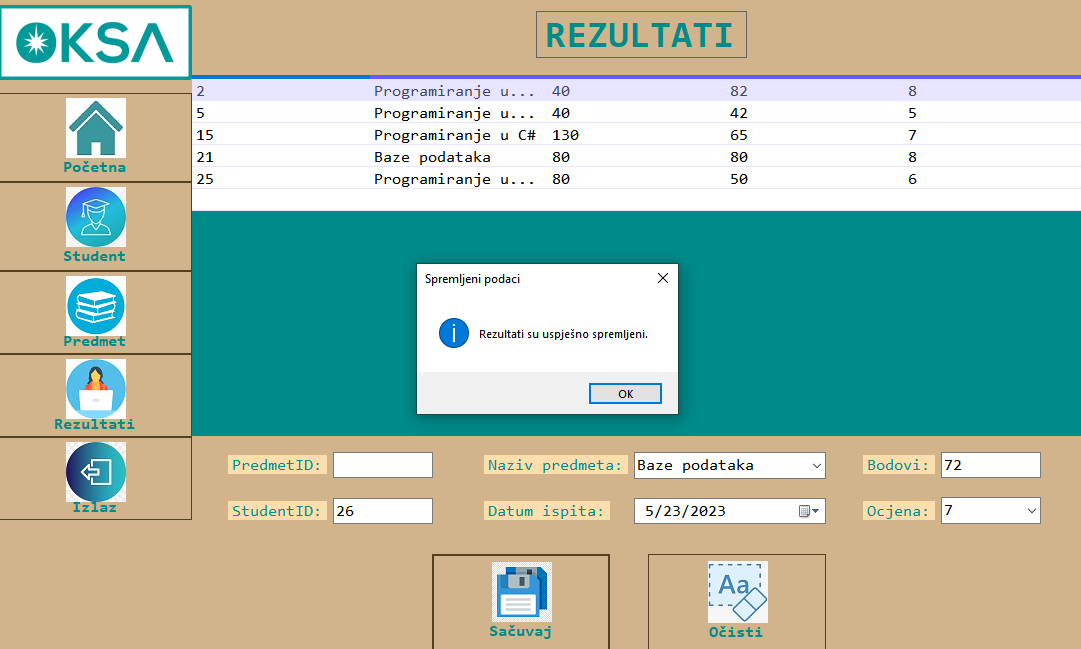 OKSA
REZULTATI
2 Programiranje u... 40 82 8
5 Programiranje u... 40 42 5
15 Programiranje u C# 130 65 7
21 Baze podataka 80 80 8
25 Programiranje u... 80 50 6
Početna
Student
Predmet
Rezultati
Izlaz
Spremljeni podaci
Rezultati su uspješno spremljeni.
OK
PredmetID: Naziv predmeta: Baze podataka Bodovi: 72
StudentID: 26 Datum ispita: 5/23/2023 Ocjena: 7
Aa
Sačuvaj Očisti